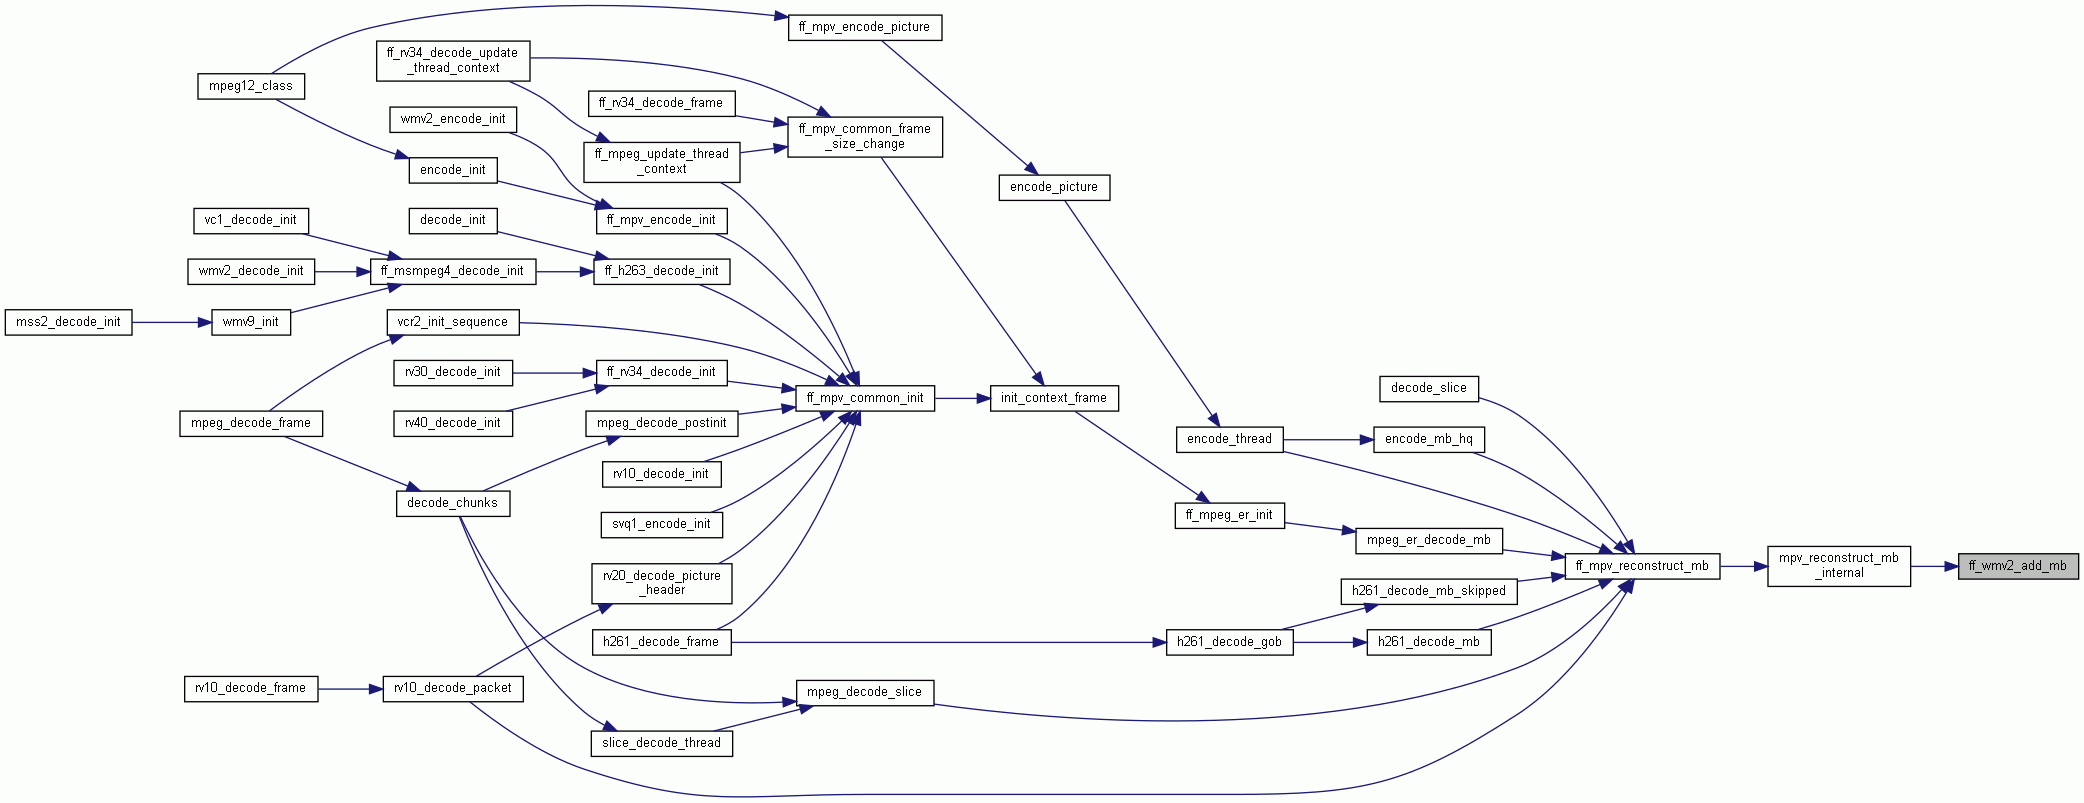 ff_mpv_encode_picture
ff_rv34_decode_update
_thread_context
mpeg12_class
ff_rv34_decode_frame
wmv2_encode_init
ff_mpv_common_frame
_size_change
ff_mpeg_update_thread
_context
encode_init
encode_picture
vc1_decode_init
decode_init
ff_mpv_encode_init
wmv2_decode_init
ff_msmpeg4_decode_init
ff_h263_decode_init
mss2_decode_init
wmv9_init
vcr2_init_sequence
rv30_decode_init
ff_rv34_decode_init
decode_slice
ff_mpv_common_init
init_context_frame
mpeg_decode_frame
rv40_decode_init
mpeg_decode_postinit
encode_thread
encode_mb_hq
rv10_decode_init
decode_chunks
svq1_encode_init
ff_mpeg_er_init
mpeg_er_decode_mb
ff_mpv_reconstruct_mb
mpv_reconstruct_mb
_internal
ff_wmv2_add_mb
rv20_decode_picture
_header
h261_decode_mb_skipped
h261_decode_frame
h261_decode_gob
h261_decode_mb
rv10_decode_frame
rv10_decode_packet
mpeg_decode_slice
slice_decode_thread